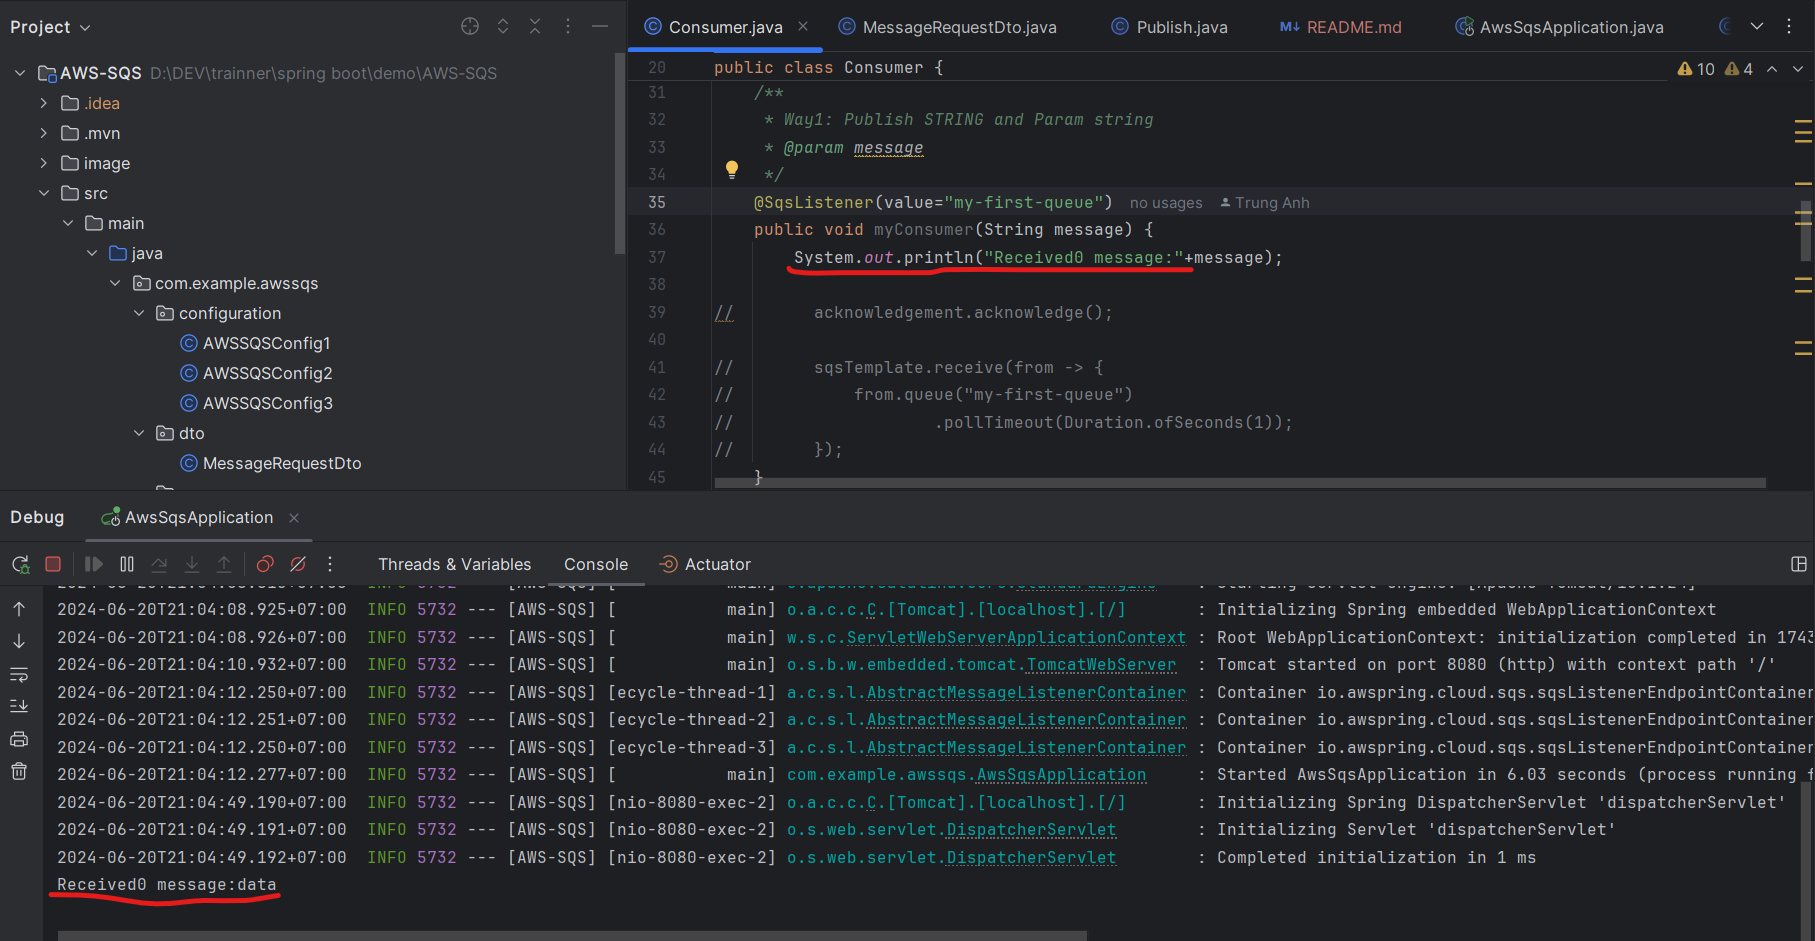 Project
AWS-SQS D:\DEV\trainner\spring boot\demo\AWS-SQS
.idea
.mvn
image
src
main
java
com.example.awssqs
configuration
AWSSQSConfig1
AWSSQSConfig2
AWSSQSConfig3
dto
MessageRequestDto
Consumer.java MessageRequestDto.java Publish.java README.md AwsSqsApplication.java
10 4
20 public class Consumer {
31 /**
32 * Way1: Publish STRING and Param string
33 * @param message
34 */
35 @SqsListener(value="my-first-queue") no usages Trung Anh
36 public void myConsumer(String message) {
37 System.out.println("Received0 message:"+message);
38
39 // acknowledgement.acknowledge();
40
41 // sqsTemplate.receive(from -> {
42 // from.queue("my-first-queue")
43 // .pollTimeout(Duration.ofSeconds(1));
44 // });
45 }
Debug AwsSqsApplication
Threads & Variables Console Actuator
2024-06-20T21:04:08.925+07:00 INFO 5732 --- [AWS-SQS] [ main] o.a.c.c.C.[Tomcat].[localhost].[/] : Initializing Spring embedded WebApplicationContext
2024-06-20T21:04:08.926+07:00 INFO 5732 --- [AWS-SQS] [ main] w.s.c.ServletWebServerApplicationContext : Root WebApplicationContext: initialization completed in 1743
2024-06-20T21:04:10.932+07:00 INFO 5732 --- [AWS-SQS] [ main] o.s.b.w.embedded.tomcat.TomcatWebServer : Tomcat started on port 8080 (http) with context path '/'
2024-06-20T21:04:12.250+07:00 INFO 5732 --- [AWS-SQS] [ecycle-thread-1] a.c.s.l.AbstractMessageListenerContainer : Container io.awspring.cloud.sqs.sqsListenerEndpointContainer
2024-06-20T21:04:12.251+07:00 INFO 5732 --- [AWS-SQS] [ecycle-thread-2] a.c.s.l.AbstractMessageListenerContainer : Container io.awspring.cloud.sqs.sqsListenerEndpointContainer
2024-06-20T21:04:12.250+07:00 INFO 5732 --- [AWS-SQS] [ecycle-thread-3] a.c.s.l.AbstractMessageListenerContainer : Container io.awspring.cloud.sqs.sqsListenerEndpointContainer
2024-06-20T21:04:12.277+07:00 INFO 5732 --- [AWS-SQS] [ main] com.example.awssqs.AwsSqsApplication : Started AwsSqsApplication in 6.03 seconds (process running f
2024-06-20T21:04:49.190+07:00 INFO 5732 --- [AWS-SQS] [nio-8080-exec-2] o.a.c.c.C.[Tomcat].[localhost].[/] : Initializing Spring DispatcherServlet 'dispatcherServlet'
2024-06-20T21:04:49.191+07:00 INFO 5732 --- [AWS-SQS] [nio-8080-exec-2] o.s.web.servlet.DispatcherServlet : Initializing Servlet 'dispatcherServlet'
2024-06-20T21:04:49.192+07:00 INFO 5732 --- [AWS-SQS] [nio-8080-exec-2] o.s.web.servlet.DispatcherServlet : Completed initialization in 1 ms
Received0 message:data